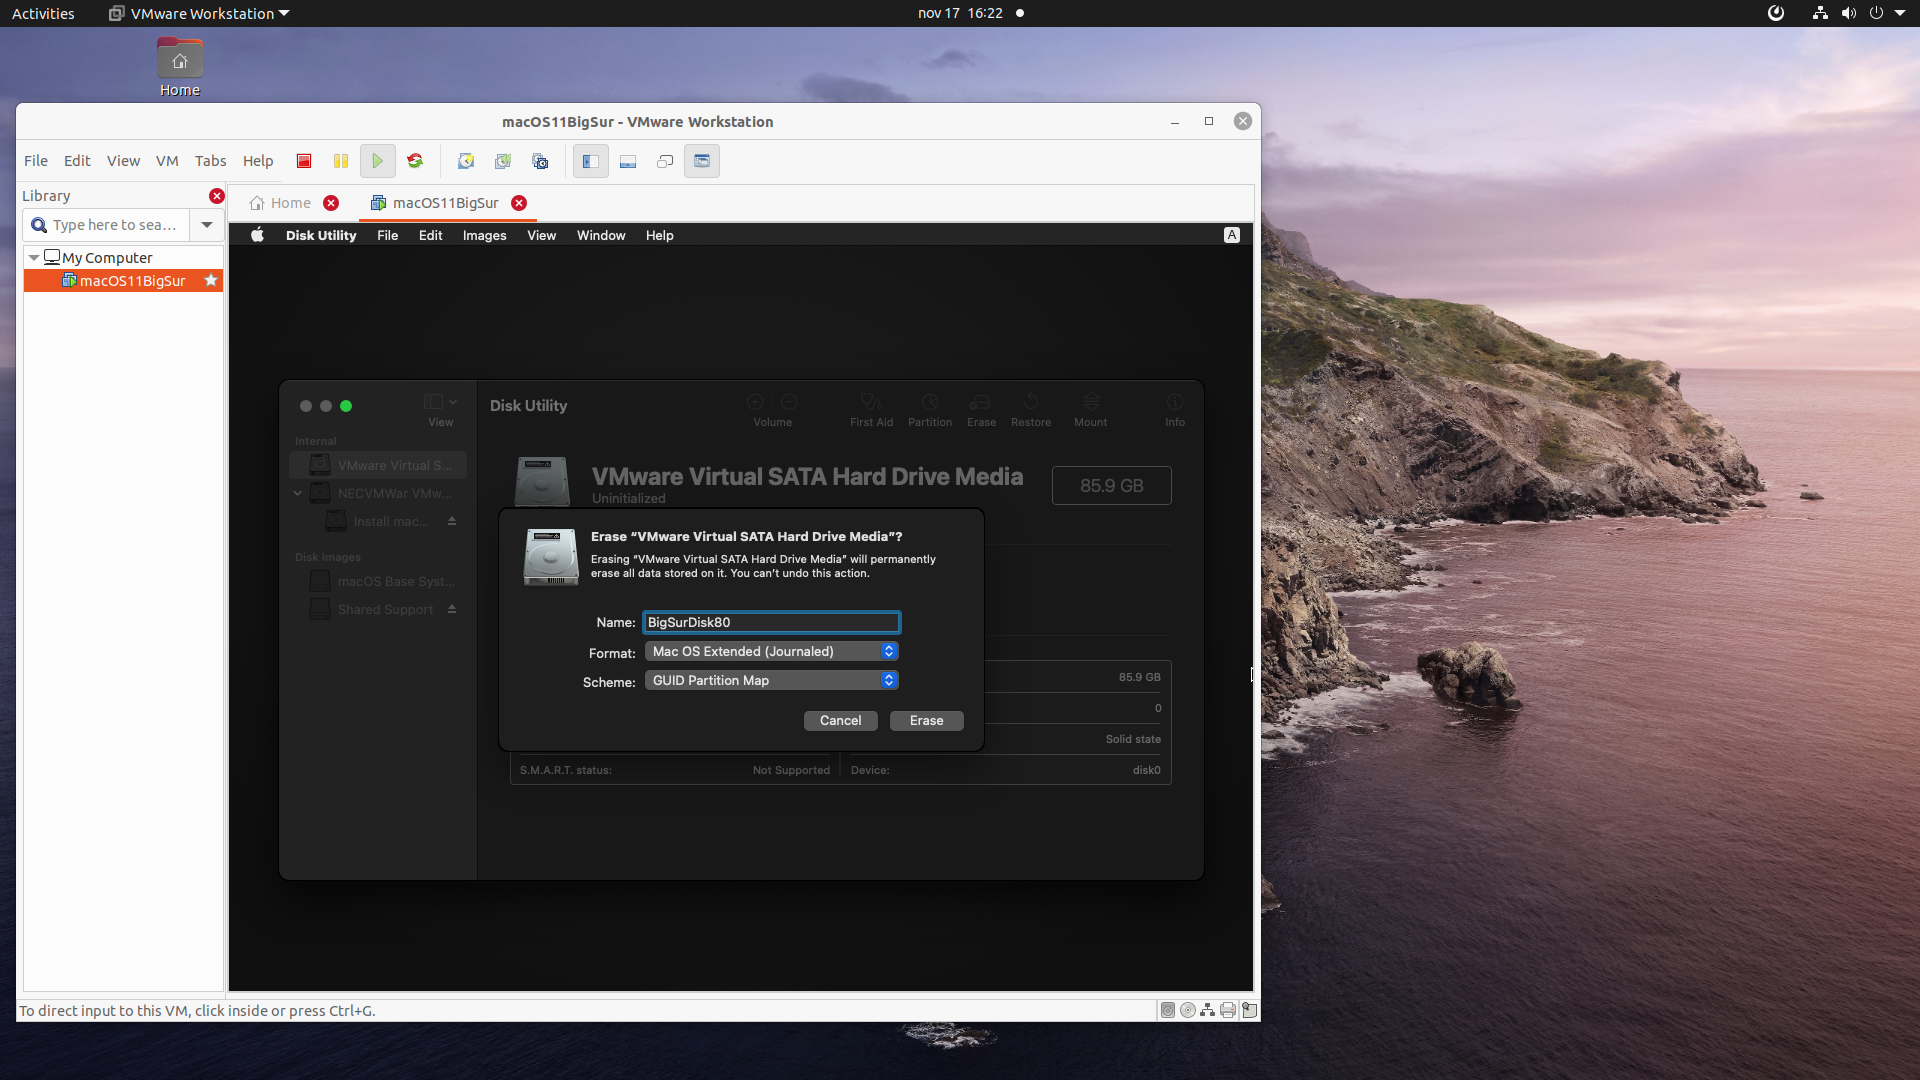 Activities
VMware Workstation
nov 17 16:22
Home
macOS11BigSur - VMware Workstation
File Edit View VM Tabs Help
Library
Type here to sea...
My Computer
macOS11BigSur
Home
macOS11BigSur
Disk Utility File Edit Images View Window Help
A
View
Disk Utility
Volume
First Aid
Partition
Erase
Restore
Mount
Info
Internal
VMware Virtual S...
NECVMWar VMw...
Install mac...
Disk Images
macOS Base Syst...
Shared Support
VMware Virtual SATA Hard Drive Media
Uninitialized
85.9 GB
Erase “VMware Virtual SATA Hard Drive Media”?
Erasing “VMware Virtual SATA Hard Drive Media” will permanently
erase all data stored on it. You can’t undo this action.
Name: BigSurDisk80
Format: Mac OS Extended (Journaled)
Scheme: GUID Partition Map
Cancel
Erase
85.9 GB
0
Solid state
S.M.A.R.T. status: Not Supported
Device: disk0
To direct input to this VM, click inside or press Ctrl+G.